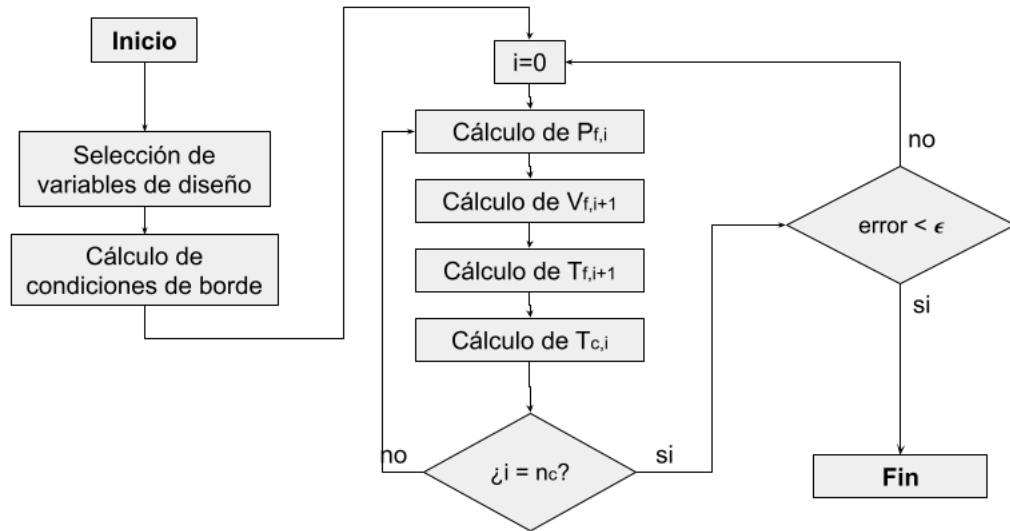 Inicio
Selección de
variables de diseño
Cálculo de
condiciones de borde
i=0
Cálculo de Pf,i
Cálculo de Vf,i+1
Cálculo de Tf,i+1
Cálculo de Tc,i
¿i = nc?
no
si
error < ϵ
no
si
Fin